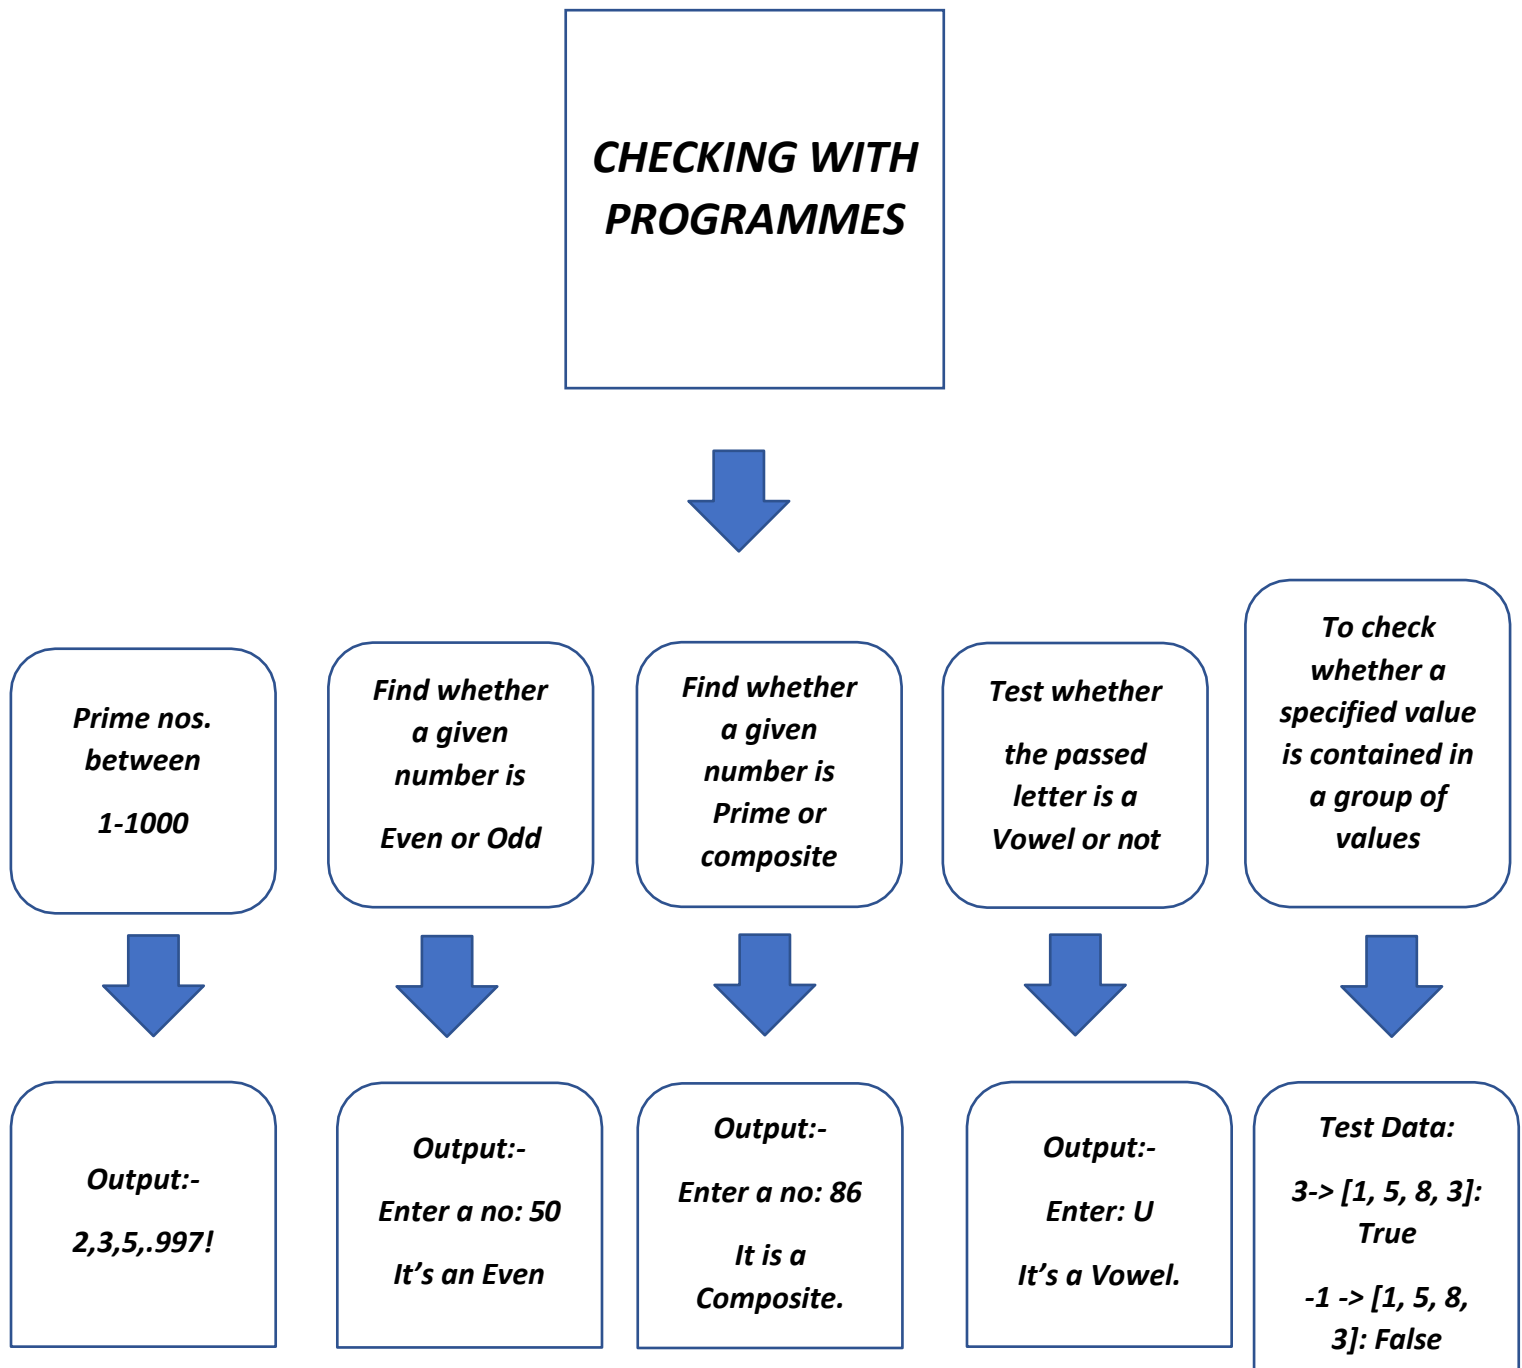 CHECKING WITH
PROGRAMMES
Prime nos.
between
1-1000
Find whether
a given
number is
Even or Odd
Find whether
a given
number is
Prime or
composite
Test whether
the passed
letter is a
Vowel or not
To check
whether a
specified value
is contained in
a group of
values
Output:-
2,3,5,.997!
Output:-
Enter a no: 50
It's an Even
Output:-
Enter a no: 86
It is a
Composite.
Output:-
Enter: U
It's a Vowel.
Test Data:
3-> [1, 5, 8, 3]:
True
-1 -> [1, 5, 8,
3]: False